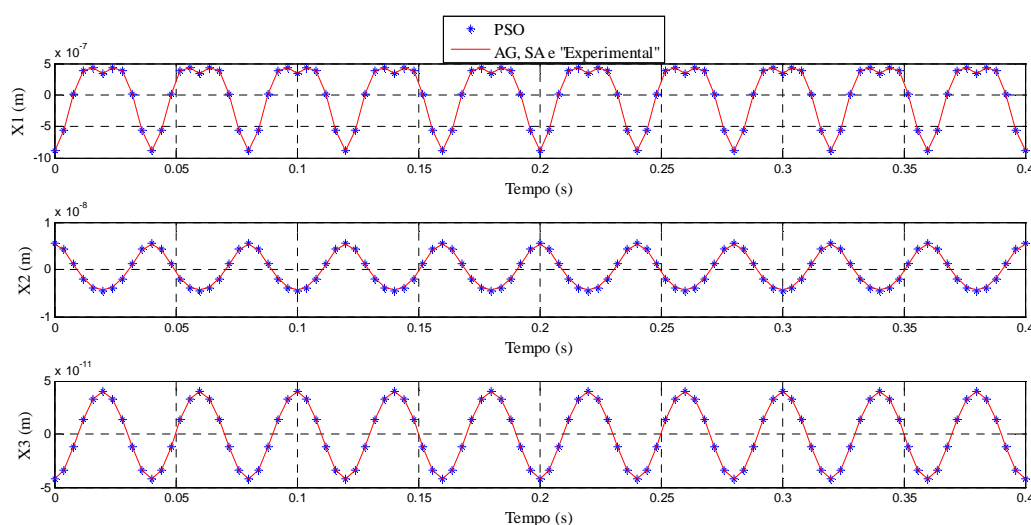 PSO
AG, SA e "Experimental"
x 10^-7
5
0
-5
-10
X1 (m)
0 0.05 0.1 0.15 0.2 0.25 0.3 0.35 0.4
Tempo (s)
x 10^-8
1
0
-1
X2 (m)
0 0.05 0.1 0.15 0.2 0.25 0.3 0.35 0.4
Tempo (s)
x 10^-11
5
0
-5
X3 (m)
0 0.05 0.1 0.15 0.2 0.25 0.3 0.35 0.4
Tempo (s)